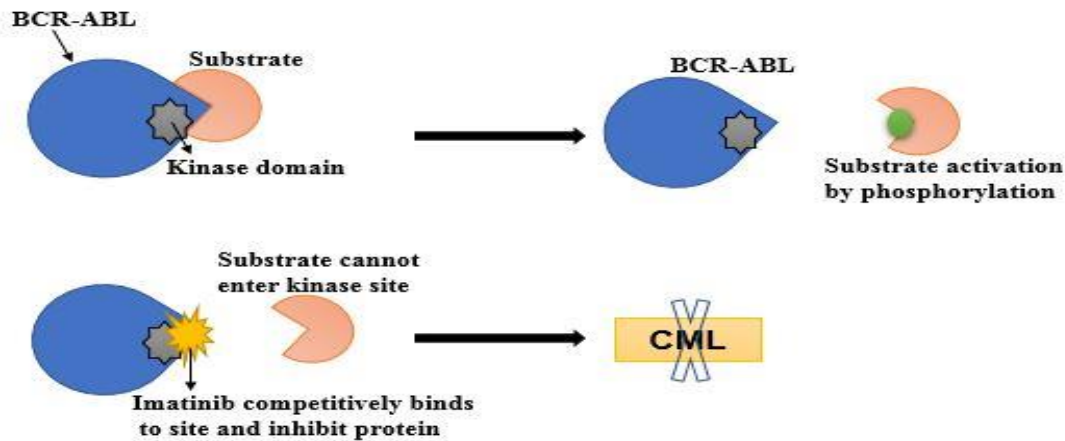 BCR-ABL
Substrate
Kinase domain
BCR-ABL
Substrate activation
by phosphorylation
Substrate cannot
enter kinase site
Imatinib competitively binds
to site and inhibit protein
CML